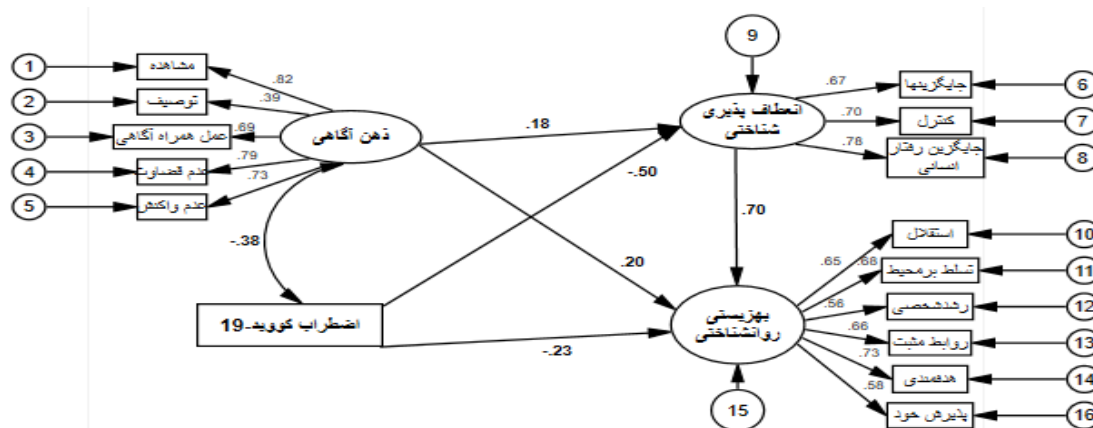 1
مشاهده
.82
2
توصیف
.39
3
عمل همراه آگاهی
.69
4
عدم قضاوت
.79
5
عدم واکنش
.73
ذهن آگاهی
-.38
اضطراب کووید-19
.18
-.50
.20
-.23
9
انعطاف پذیری
شناختی
.67
جایگزینها
6
.70
کنترل
7
.78
جایگزین رفتار
انسانی
8
.70
بهزیستی
روانشناختی
15
.65
استقلال
10
.68
تسلط برمحیط
11
.56
رشدشخصی
12
.66
روابط مثبت
13
.73
هدفمندی
14
.58
پذیرش خود
16